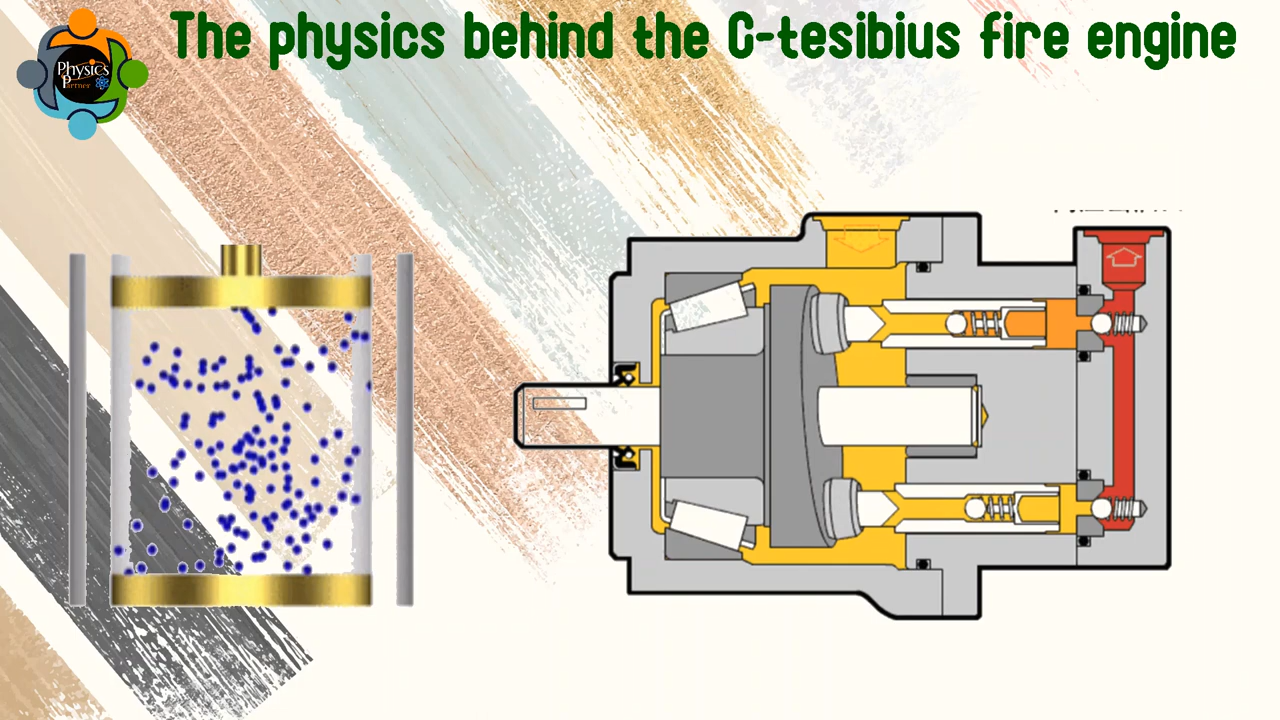 The physics behind the C-tesibius fire engine
Physics
Partner